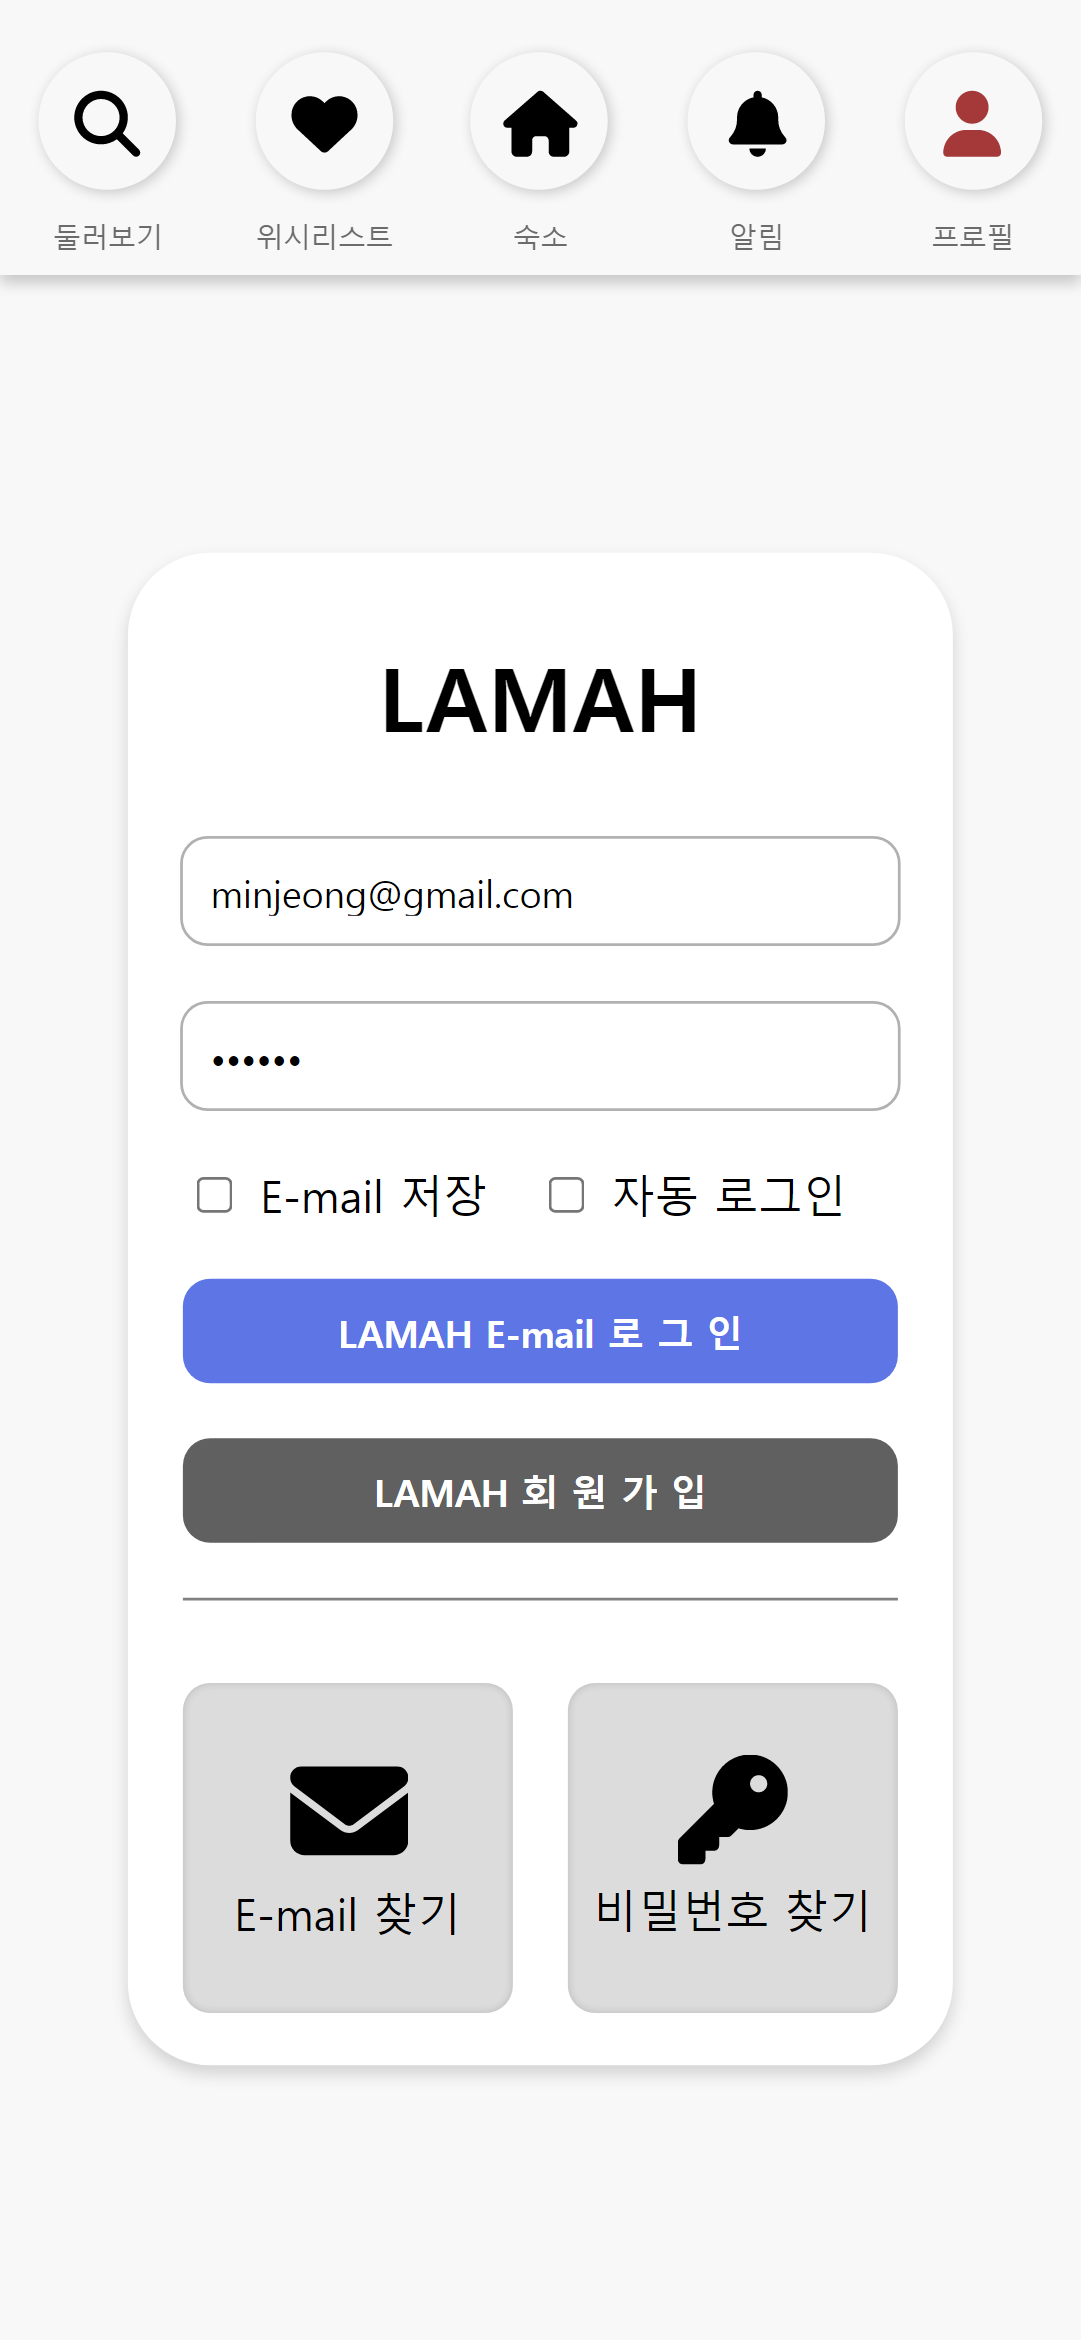 둘러보기 위시리스트 숙소 알림 프로필
LAMAH
minjeong@gmail.com
••••••
E-mail 저장 자동 로그인
LAMAH E-mail 로 그 인
LAMAH 회 원 가 입
E-mail 찾기 비밀번호 찾기